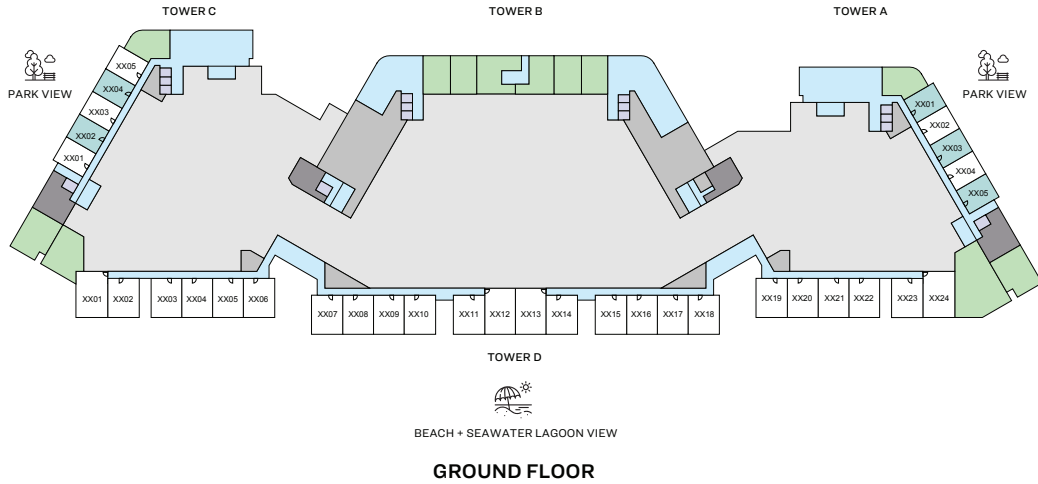 TOWER C
TOWER B
TOWER A
PARK VIEW
PARK VIEW
XX05
XX04
XX03
XX02
XX01
XX01
XX02
XX03
XX04
XX05
XX01
XX02
XX03
XX04
XX05
XX06
XX07
XX08
XX09
XX10
XX11
XX12
XX13
XX14
XX15
XX16
XX17
XX18
XX19
XX20
XX21
XX22
XX23
XX24
TOWER D
BEACH + SEAWATER LAGOON VIEW
GROUND FLOOR